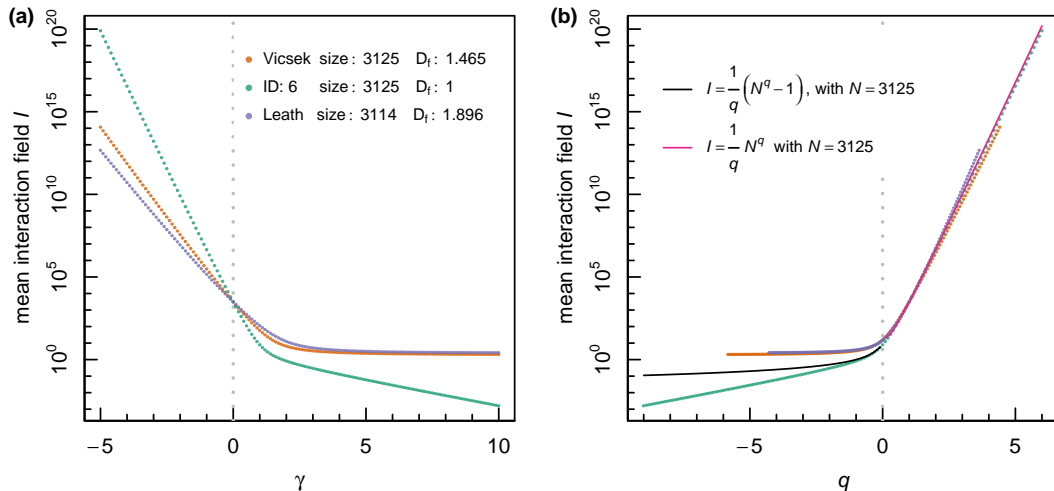 (a)
mean interaction field I
10^20
10^15
10^10
10^5
10^0
Vicsek size: 3125 D_f: 1.465
ID: 6 size: 3125 D_f: 1
Leath size: 3114 D_f: 1.896
−5 0 5 10
γ
(b)
mean interaction field I
10^20
10^15
10^10
10^5
10^0
I = 1/q (N^q − 1), with N = 3125
I = 1/q N^q with N = 3125
−5 0 5
q